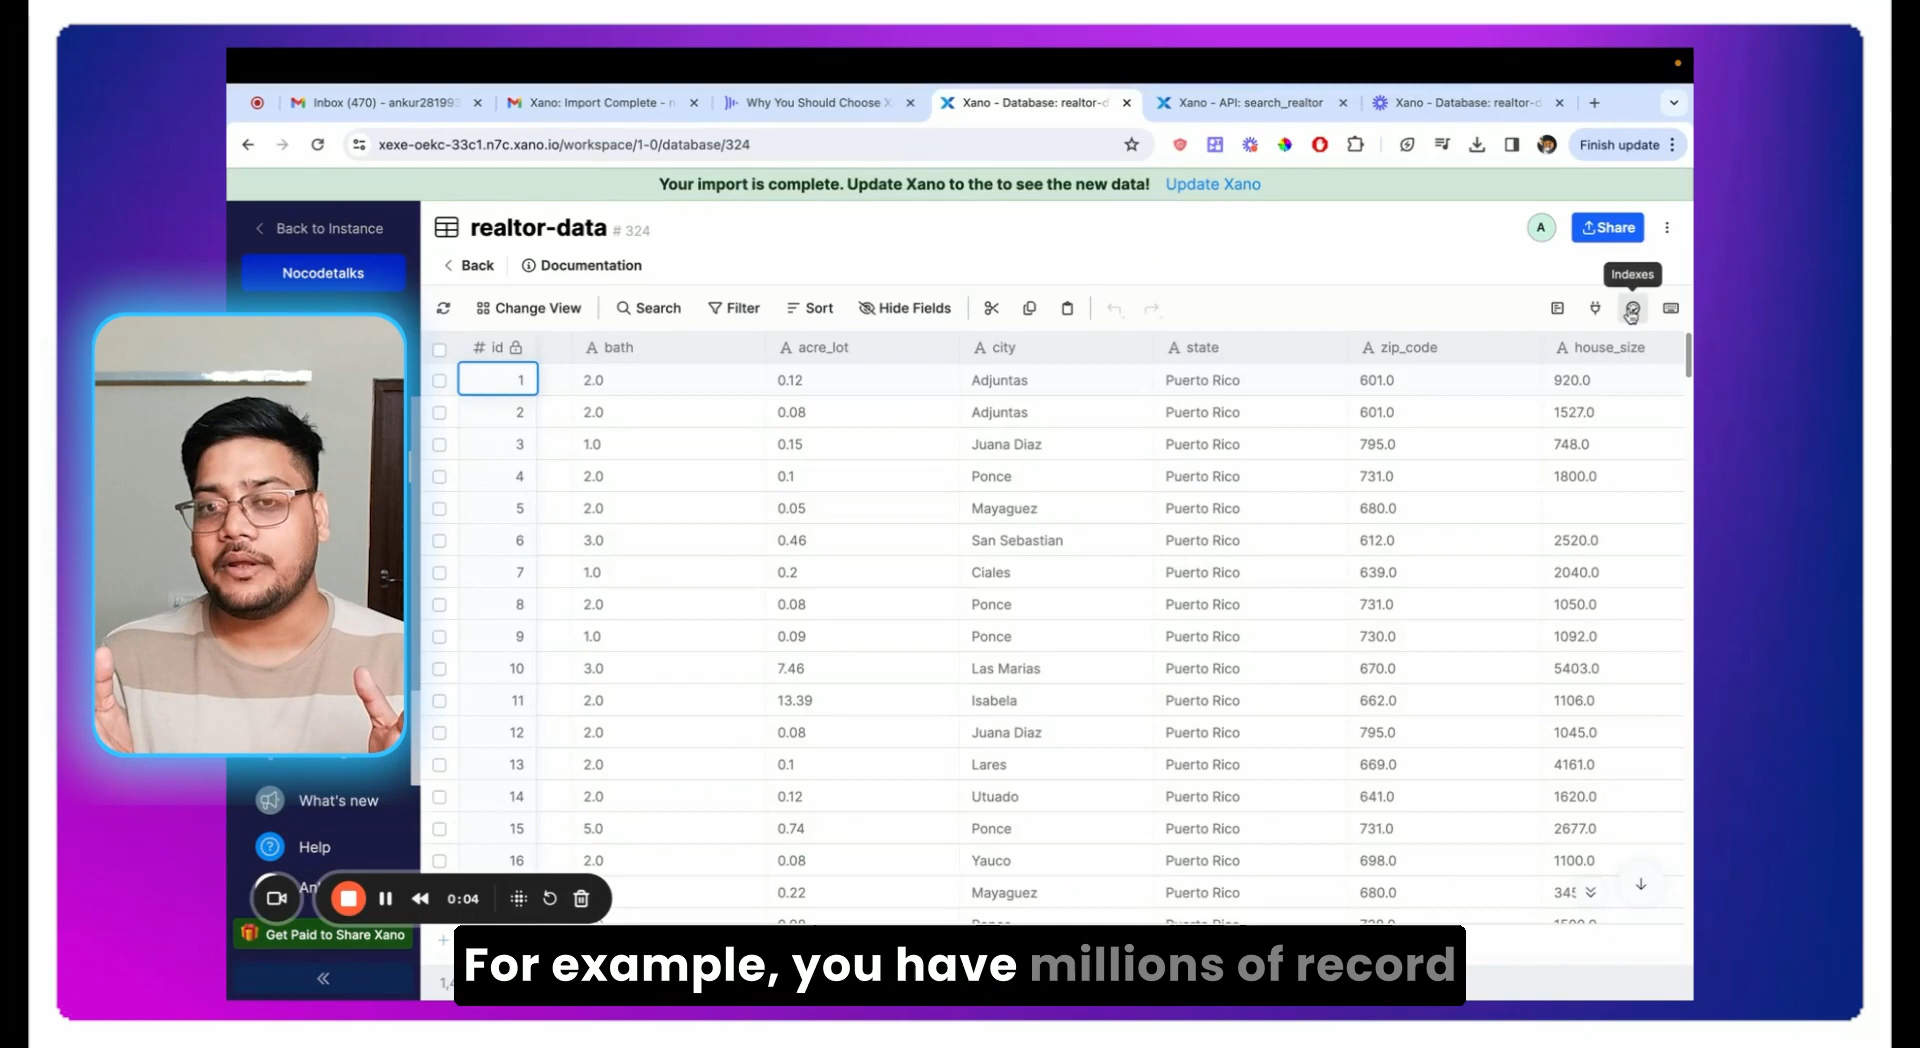 Inbox (470) - ankur281993
Xano: Import Complete - n
Why You Should Choose X
Xano - Database: realtor-d
Xano - API: search_realtor
Xano - Database: realtor-d
xexe-oekc-33c1.n7c.xano.io/workspace/1-0/database/324
Finish update
Your import is complete. Update Xano to the to see the new data! Update Xano
Back to Instance
Nocodetalks
realtor-data # 324
A
Share
Back
Documentation
Indexes
Change View
Search
Filter
Sort
Hide Fields
# id A bath A acre_lot A city A state A zip_code A house_size
1 2.0 0.12 Adjuntas Puerto Rico 601.0 920.0
2 2.0 0.08 Adjuntas Puerto Rico 601.0 1527.0
3 1.0 0.15 Juana Diaz Puerto Rico 795.0 748.0
4 2.0 0.1 Ponce Puerto Rico 731.0 1800.0
5 2.0 0.05 Mayaguez Puerto Rico 680.0
6 3.0 0.46 San Sebastian Puerto Rico 612.0 2520.0
7 1.0 0.2 Ciales Puerto Rico 639.0 2040.0
8 2.0 0.08 Ponce Puerto Rico 731.0 1050.0
9 1.0 0.09 Ponce Puerto Rico 730.0 1092.0
10 3.0 7.46 Las Marias Puerto Rico 670.0 5403.0
11 2.0 13.39 Isabela Puerto Rico 662.0 1106.0
12 2.0 0.08 Juana Diaz Puerto Rico 795.0 1045.0
13 2.0 0.1 Lares Puerto Rico 669.0 4161.0
14 2.0 0.12 Utuado Puerto Rico 641.0 1620.0
15 5.0 0.74 Ponce Puerto Rico 731.0 2677.0
16 2.0 0.08 Yauco Puerto Rico 698.0 1100.0
0.22 Mayaguez Puerto Rico 680.0 345
What's new
Help
An
0:04
Get Paid to Share Xano
For example, you have millions of record